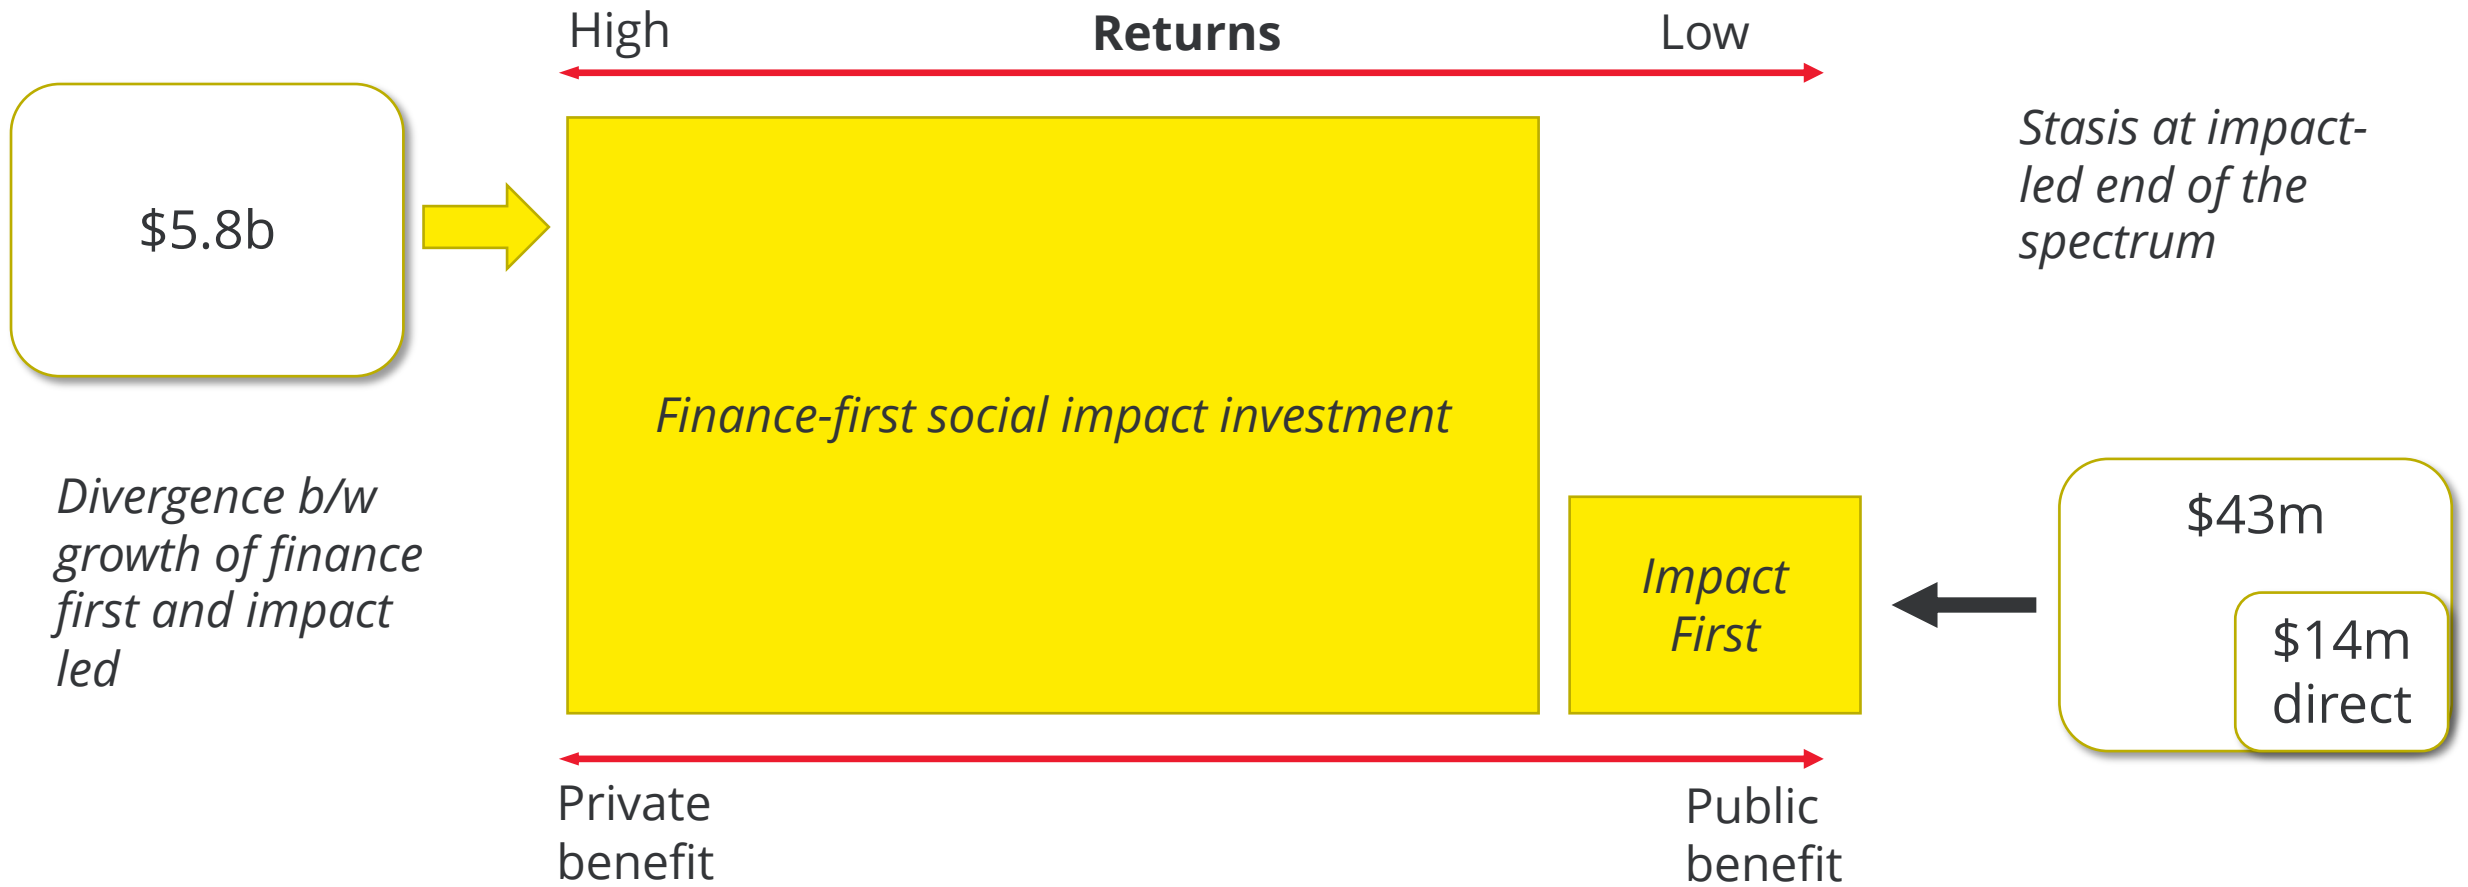 High
Returns
Low
$5.8b
Stasis at impact-
led end of the
spectrum
Finance-first social impact investment
Divergence b/w
growth of finance
first and impact
led
Impact
First
$43m
$14m
direct
Private
benefit
Public
benefit